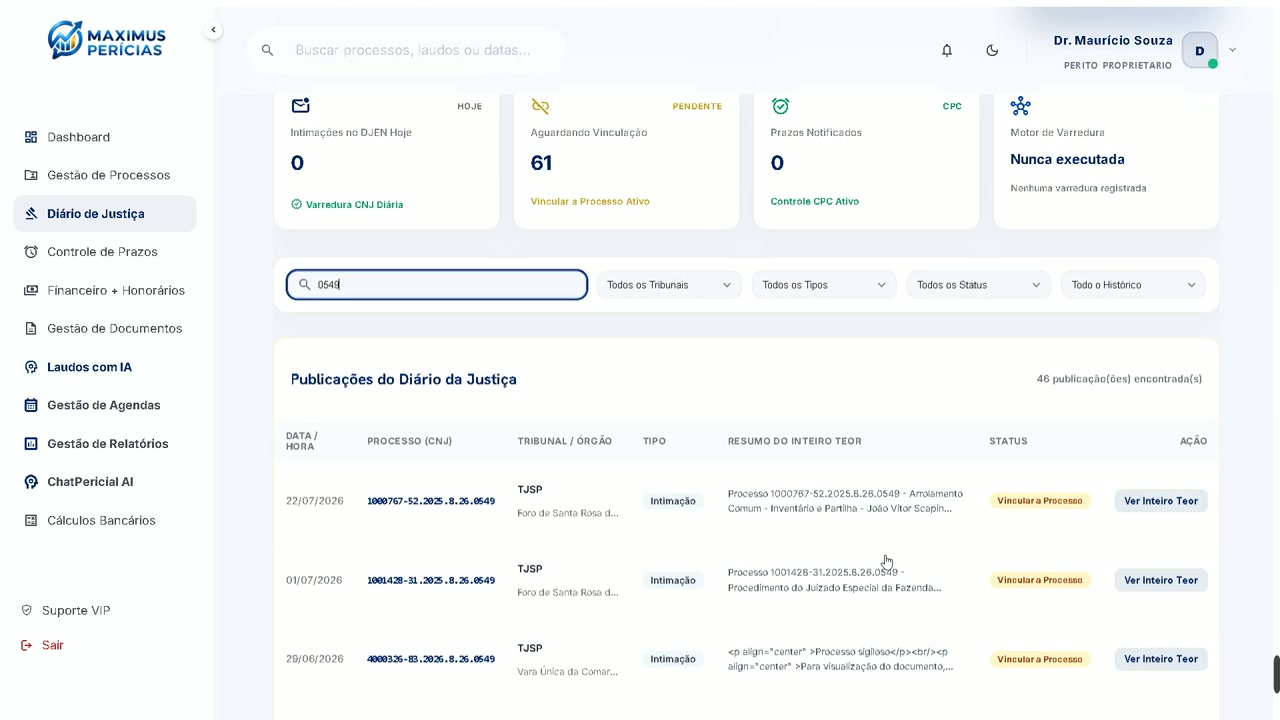 MAXIMUS
PERÍCIAS
Buscar processos, laudos ou datas...
Dr. Maurício Souza
PERITO PROPRIETARIO
D
Dashboard
Gestão de Processos
Diário de Justiça
Controle de Prazos
Financeiro + Honorários
Gestão de Documentos
Laudos com IA
Gestão de Agendas
Gestão de Relatórios
ChatPericial AI
Cálculos Bancários
Suporte VIP
Sair
HOJE
Intimações no DJEN Hoje
0
Varredura CNJ Diária
PENDENTE
Aguardando Vinculação
61
Vincular a Processo Ativo
CPC
Prazos Notificados
0
Controle CPC Ativo
Motor de Varredura
Nunca executada
Nenhuma varredura registrada
0549
Todos os Tribunais
Todos os Tipos
Todos os Status
Todo o Histórico
Publicações do Diário da Justiça
46 publicação(ões) encontrada(s)
DATA /
HORA
PROCESSO (CNJ)
TRIBUNAL / ÓRGÃO
TIPO
RESUMO DO INTEIRO TEOR
STATUS
AÇÃO
22/07/2026
1000767-52.2025.8.26.0549
TJSP
Foro de Santa Rosa d...
Intimação
Processo 1000767-52.2025.8.26.0549 - Arrolamento
Comum - Inventário e Partilha - João Vitor Scapin...
Vincular a Processo
Ver Inteiro Teor
01/07/2026
1001428-31.2025.8.26.0549
TJSP
Foro de Santa Rosa d...
Intimação
Processo 1001428-31.2025.8.26.0549 -
Procedimento do Juizado Especial da Fazenda...
Vincular a Processo
Ver Inteiro Teor
29/06/2026
4000326-83.2026.8.26.0549
TJSP
Vara Única da Comar...
Intimação
<p align="center" >Processo sigiloso</p><br/><p
align="center" >Para visualização do documento,...
Vincular a Processo
Ver Inteiro Teor